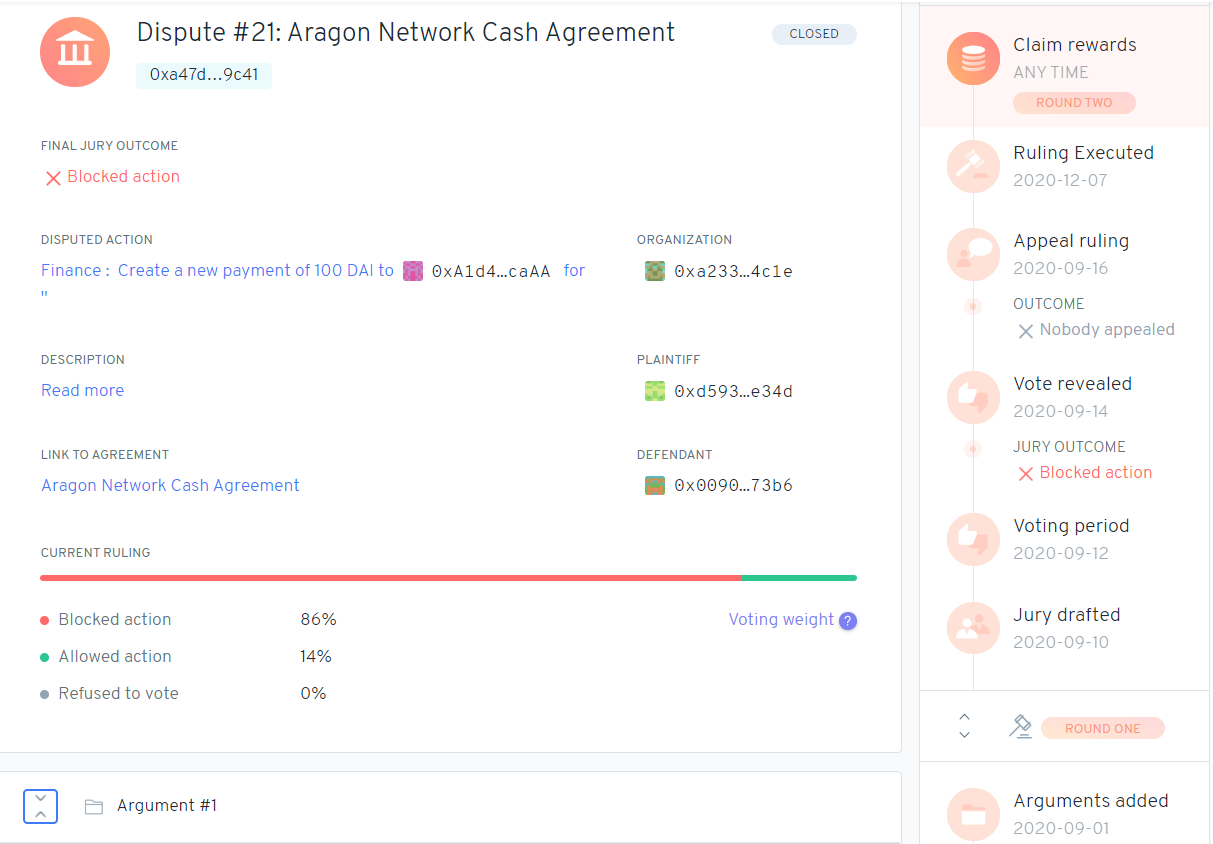 Dispute #21: Aragon Network Cash Agreement
CLOSED
0xa47d…9c41
FINAL JURY OUTCOME
Blocked action
DISPUTED ACTION
Finance : Create a new payment of 100 DAI to 0xA1d4…caAA for
"
ORGANIZATION
0xa233…4c1e
DESCRIPTION
Read more
PLAINTIFF
0xd593…e34d
LINK TO AGREEMENT
Aragon Network Cash Agreement
DEFENDANT
0x0090…73b6
CURRENT RULING
Blocked action 86%
Voting weight ?
Allowed action 14%
Refused to vote 0%
Argument #1
Claim rewards
ANY TIME
ROUND TWO
Ruling Executed
2020-12-07
Appeal ruling
2020-09-16
OUTCOME
Nobody appealed
Vote revealed
2020-09-14
JURY OUTCOME
Blocked action
Voting period
2020-09-12
Jury drafted
2020-09-10
ROUND ONE
Arguments added
2020-09-01